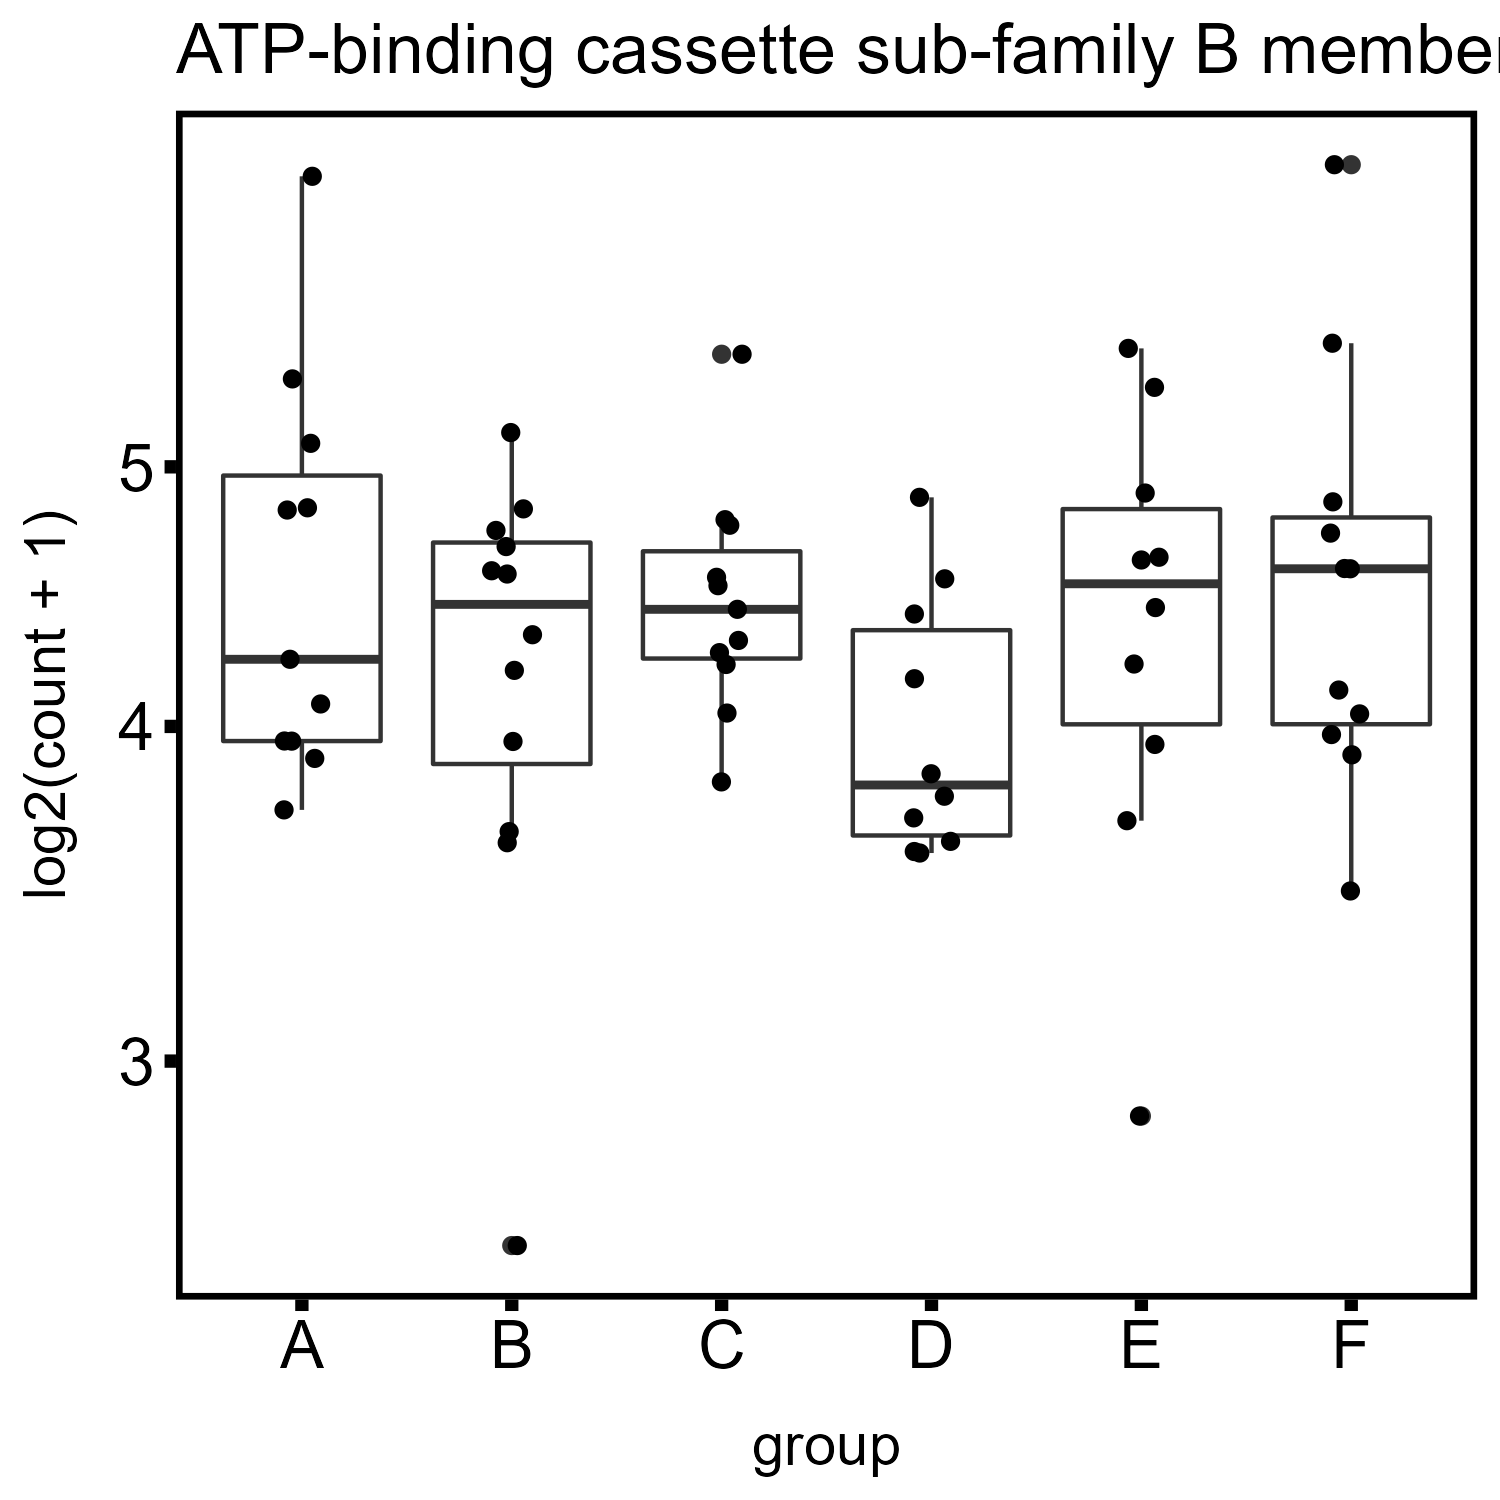 ATP-binding cassette sub-family B member
log2(count + 1)
5
4
3
A B C D E F
group